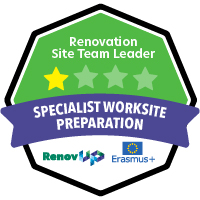 Renovation
Site Team Leader
SPECIALIST WORKSITE
PREPARATION
RenovUp
Erasmus+